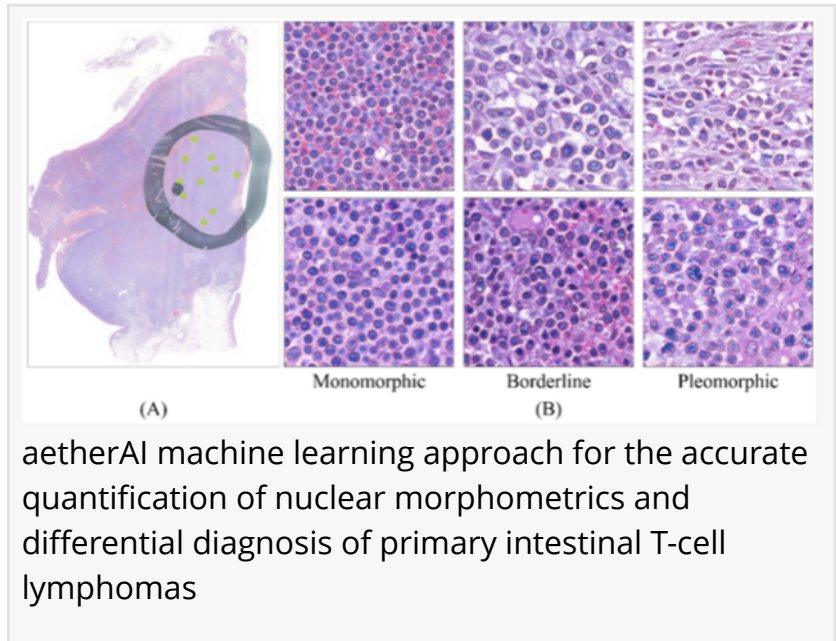 Monomorphic Borderline Pleomorphic
(A) (B)
aetherAI machine learning approach for the accurate
quantification of nuclear morphometrics and
differential diagnosis of primary intestinal T-cell
lymphomas